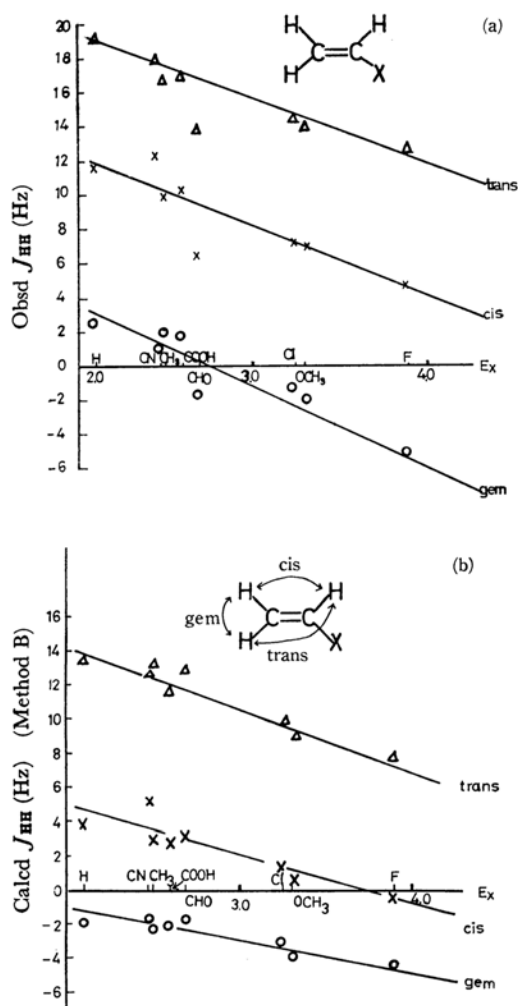 20
(a)
H H
18
C=C
H X
16
14
12
trans
10
8
6
4
cis
2
H CN CH₃ COOH Cl F
0
2.0 CHO 3.0 OCH₃ 4.0 Eₓ
-2
-4
-6
gem
Obsd J_HH (Hz)
(b)
cis
16
H H
gem C=C
H X
14
trans
12
10
8
trans
6
4
2
H CN CH₃ COOH Cl F
0
CHO 3.0 OCH₃ 4.0 Eₓ
cis
-2
-4
gem
-6
Calcd J_HH (Hz) (Method B)